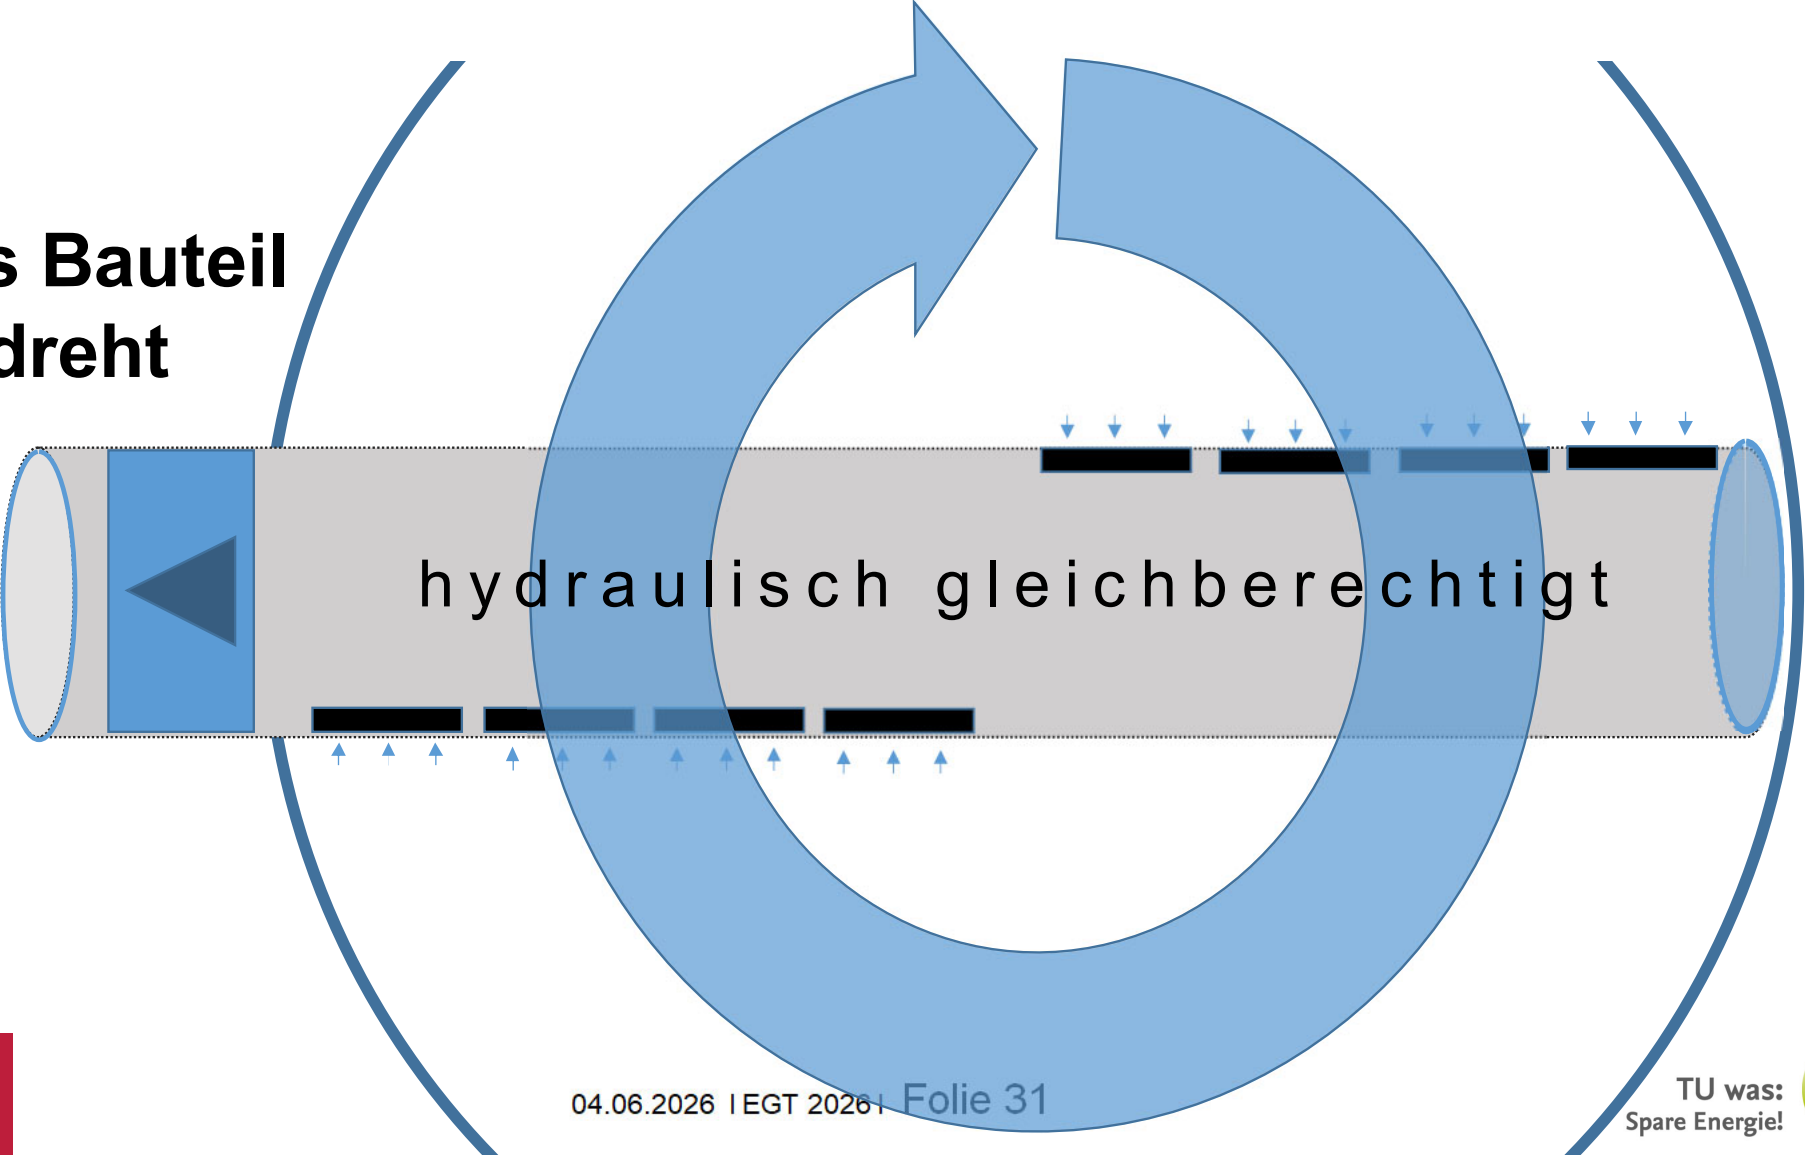 s Bauteil
dreht
hydraulisch gleichberechtigt
04.06.2026 I EGT 2026 I Folie 31
TU was:
Spare Energie!